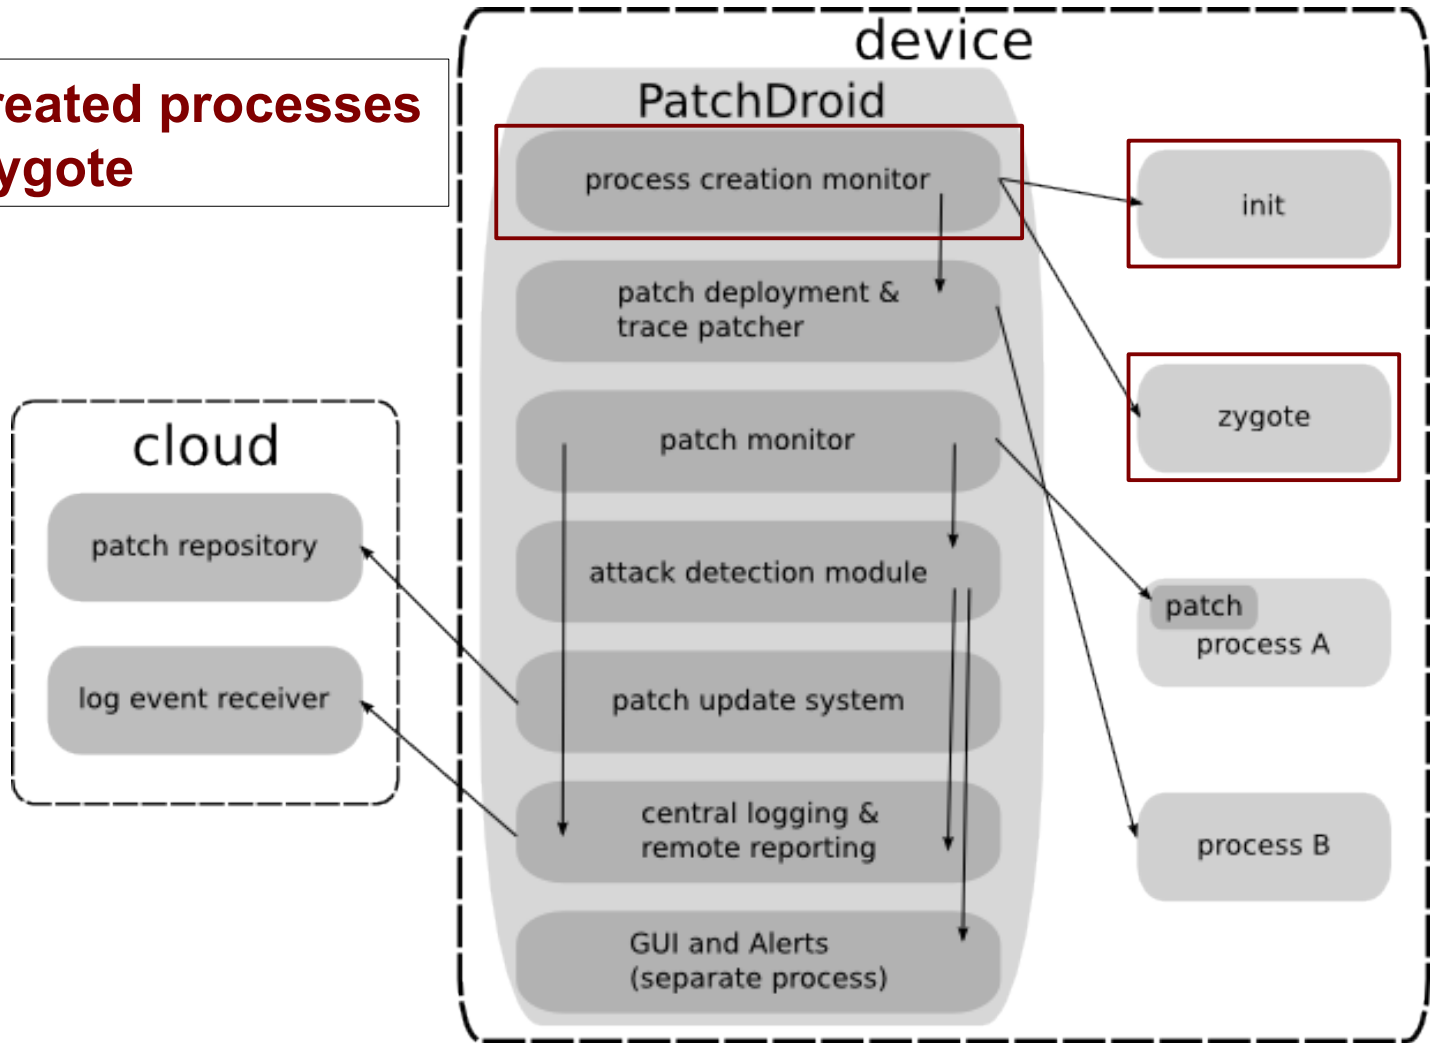 device
reated processes
ygote
PatchDroid
process creation monitor
init
patch deployment &
trace patcher
zygote
patch monitor
cloud
patch repository
attack detection module
patch
process A
log event receiver
patch update system
central logging &
remote reporting
process B
GUI and Alerts
(separate process)